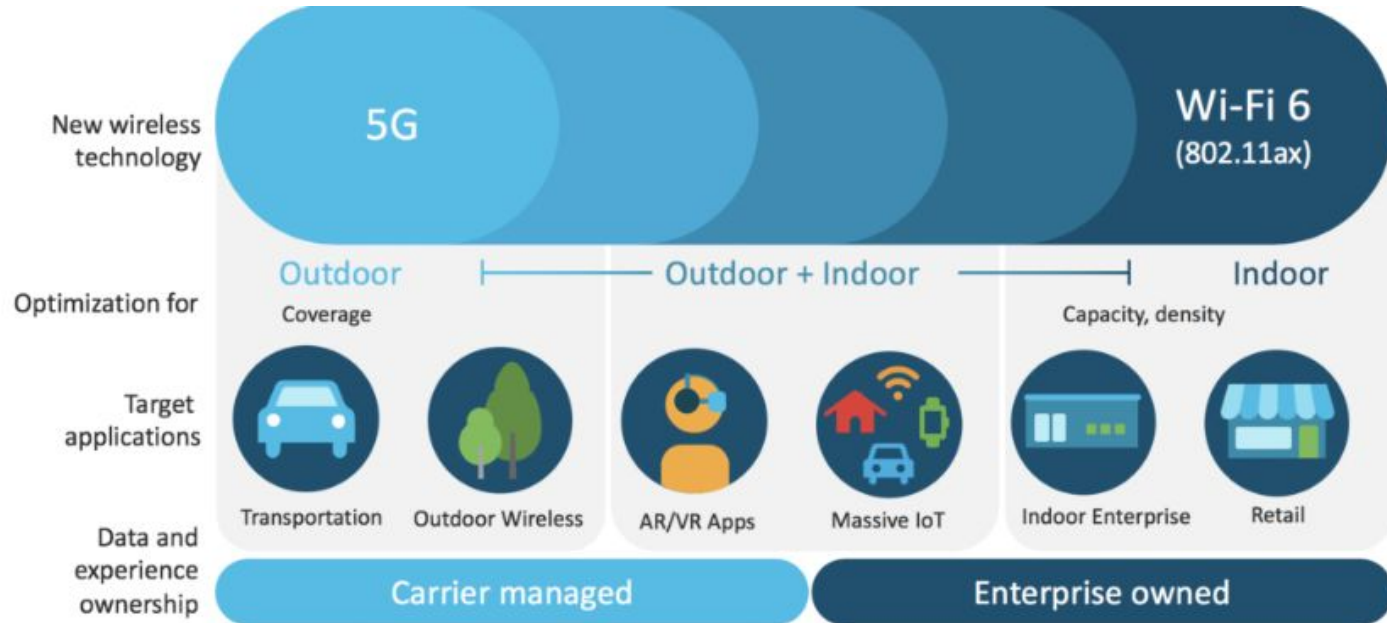 New wireless
technology
5G
Wi-Fi 6
(802.11ax)
Optimization for
Outdoor
Outdoor + Indoor
Indoor
Coverage
Capacity, density
Target
applications
Transportation
Outdoor Wireless
AR/VR Apps
Massive IoT
Indoor Enterprise
Retail
Data and
experience
ownership
Carrier managed
Enterprise owned